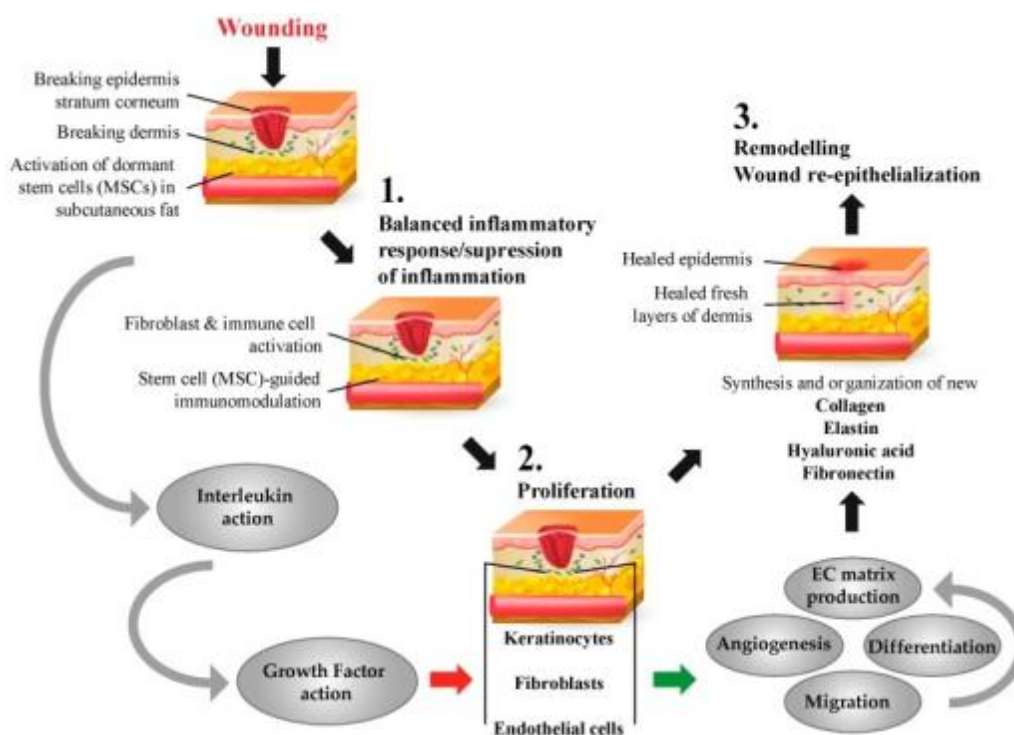 Wounding
Breaking epidermis
stratum corneum
Breaking dermis
Activation of dormant
stem cells (MSCs) in
subcutaneous fat
1.
Balanced inflammatory
response/supression
of inflammation
Fibroblast & immune cell
activation
Stem cell (MSC)-guided
immunomodulation
2.
Proliferation
Keratinocytes
Fibroblasts
Endothelial cells
3.
Remodelling
Wound re-epithelialization
Healed epidermis
Healed fresh
layers of dermis
Synthesis and organization of new
Collagen
Elastin
Hyaluronic acid
Fibronectin
Interleukin
action
Growth Factor
action
EC matrix
production
Angiogenesis
Differentiation
Migration